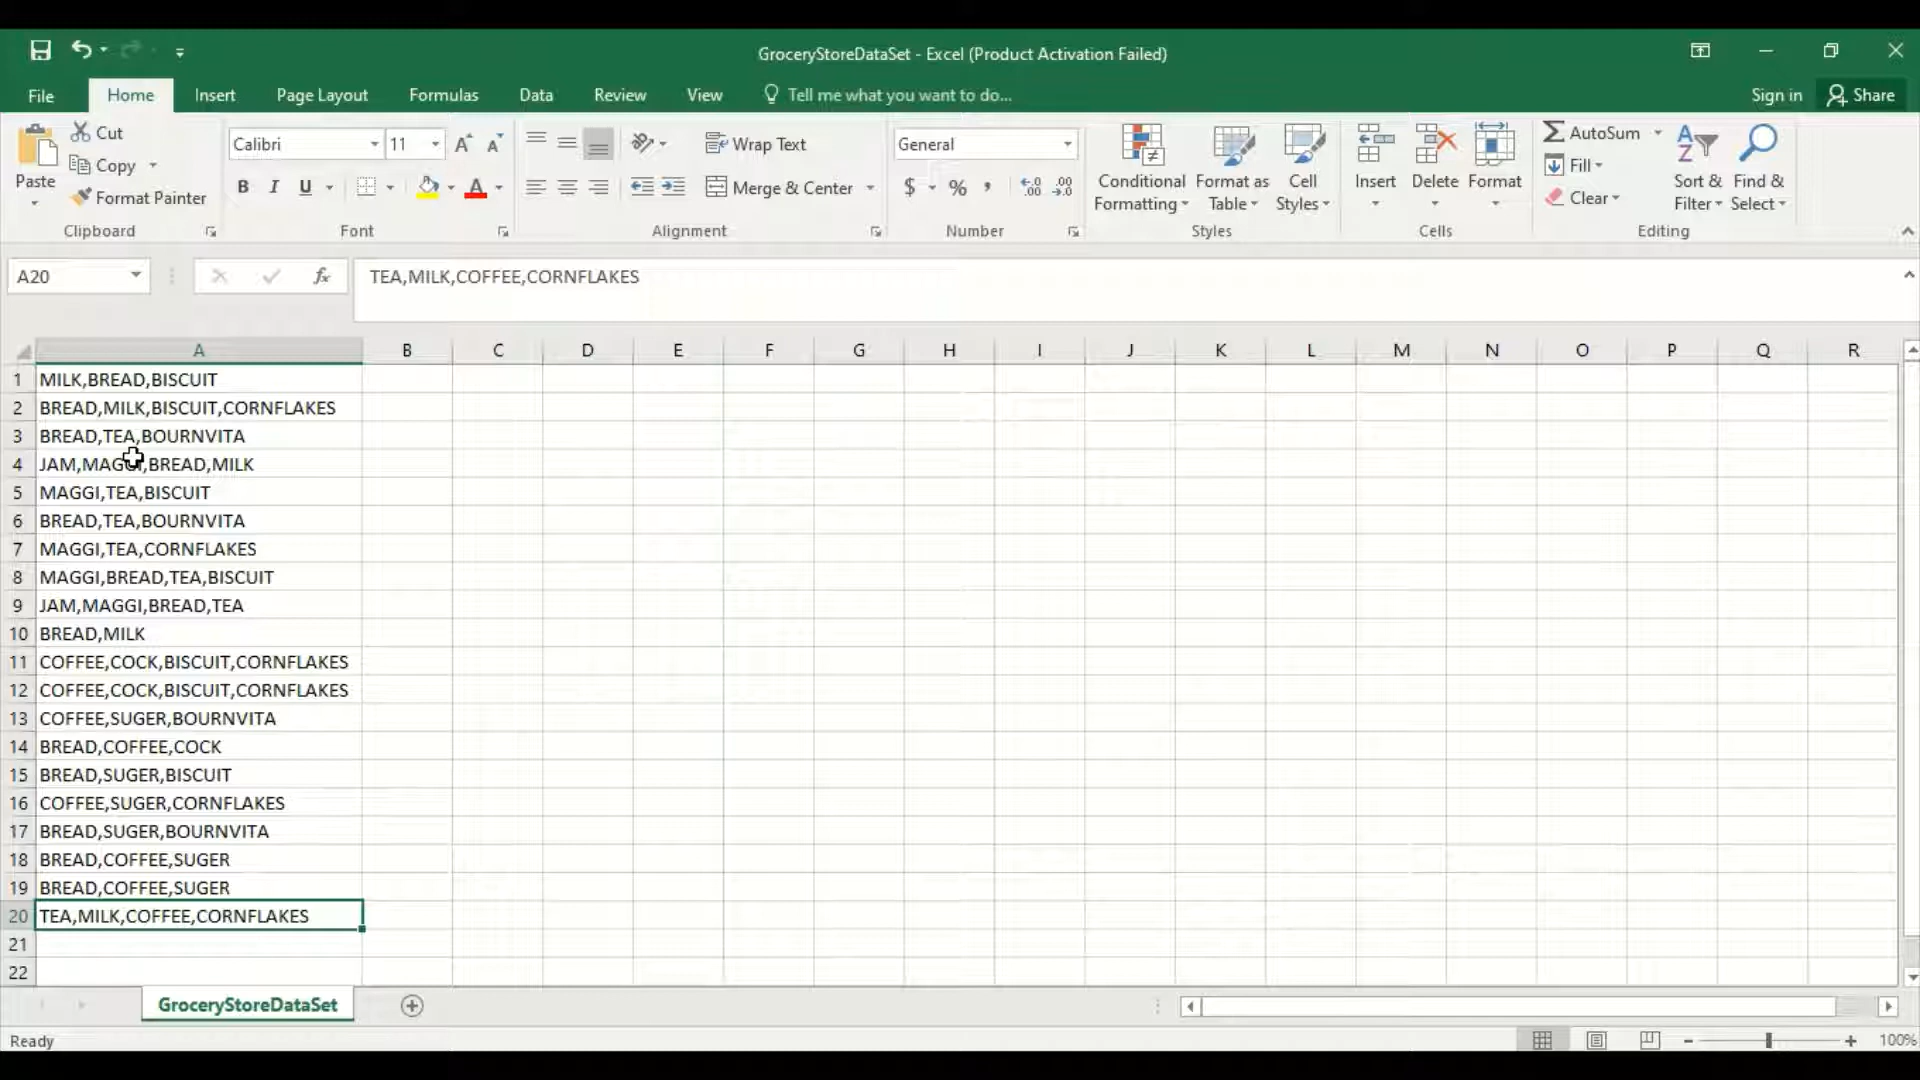 GroceryStoreDataSet - Excel (Product Activation Failed)
File Home Insert Page Layout Formulas Data Review View Tell me what you want to do... Sign in Share
Paste Cut Copy Format Painter Clipboard
Calibri 11 A A B I U A Font
Wrap Text Merge & Center Alignment
General $ % , .00 .00 Number
Conditional Formatting Format as Table Cell Styles Styles
Insert Delete Format Cells
AutoSum Fill Clear Sort & Filter Find & Select Editing
A20 fx TEA,MILK,COFFEE,CORNFLAKES
A B C D E F G H I J K L M N O P Q R
1 MILK,BREAD,BISCUIT
2 BREAD,MILK,BISCUIT,CORNFLAKES
3 BREAD,TEA,BOURNVITA
4 JAM,MAGGI,BREAD,MILK
5 MAGGI,TEA,BISCUIT
6 BREAD,TEA,BOURNVITA
7 MAGGI,TEA,CORNFLAKES
8 MAGGI,BREAD,TEA,BISCUIT
9 JAM,MAGGI,BREAD,TEA
10 BREAD,MILK
11 COFFEE,COCK,BISCUIT,CORNFLAKES
12 COFFEE,COCK,BISCUIT,CORNFLAKES
13 COFFEE,SUGER,BOURNVITA
14 BREAD,COFFEE,COCK
15 BREAD,SUGER,BISCUIT
16 COFFEE,SUGER,CORNFLAKES
17 BREAD,SUGER,BOURNVITA
18 BREAD,COFFEE,SUGER
19 BREAD,COFFEE,SUGER
20 TEA,MILK,COFFEE,CORNFLAKES
21
22
GroceryStoreDataSet
Ready 100%